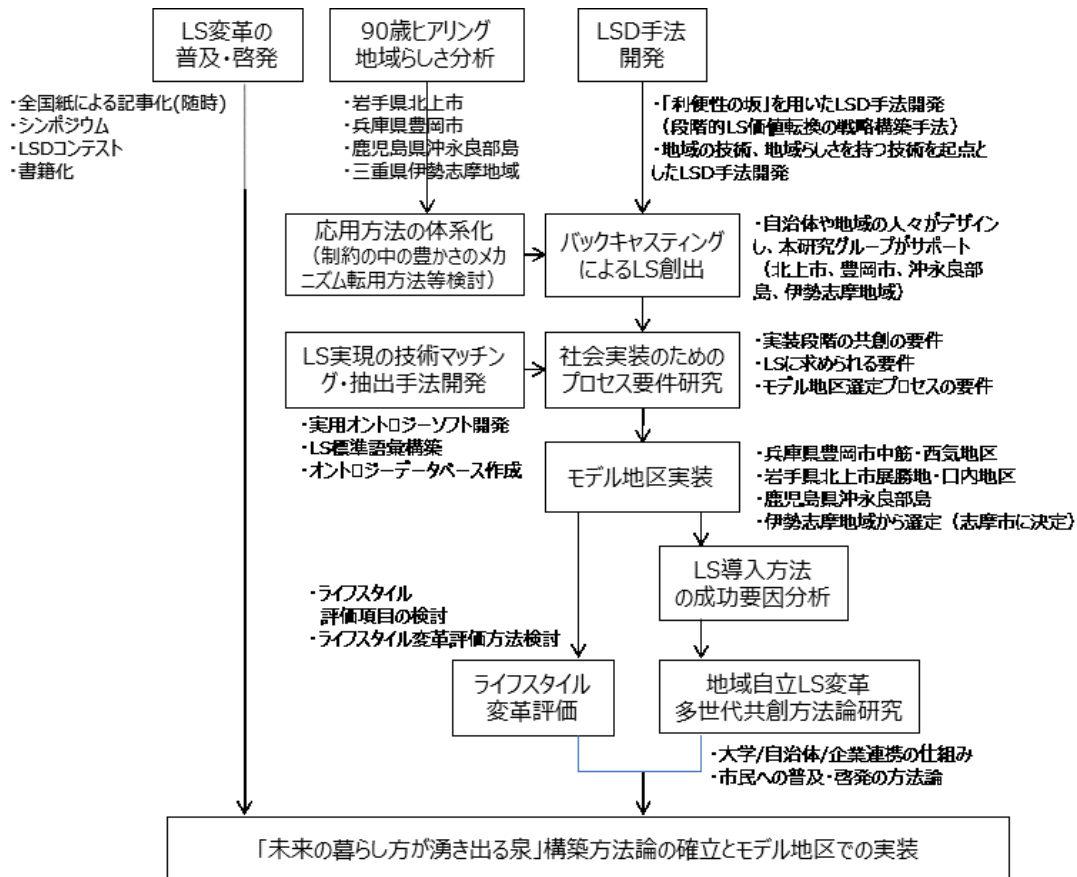 LS変革の
普及・啓発
90歳ヒアリング
地域らしさ分析
LSD手法
開発
・全国紙による記事化(随時)
・シンポジウム
・LSDコンテスト
・書籍化
・岩手県北上市
・兵庫県豊岡市
・鹿児島県沖永良部島
・三重県伊勢志摩地域
・「利便性の坂」を用いたLSD手法開発
（段階的LS価値転換の戦略構築手法）
・地域の技術、地域らしさを持つ技術を起点と
したLSD手法開発
応用方法の体系化
（制約の中の豊かさのメカ
ニズム転用方法等検討）
バックキャスティング
によるLS創出
・自治体や地域の人々がデザイン
し、本研究グループがサポート
（北上市、豊岡市、沖永良部
島、伊勢志摩地域）
LS実現の技術マッチン
グ・抽出手法開発
社会実装のための
プロセス要件研究
・実装段階の共創の要件
・LSに求められる要件
・モデル地区選定プロセスの要件
・実用オントロジーソフト開発
・LS標準語彙構築
・オントロジーデータベース作成
モデル地区実装
・兵庫県豊岡市中筋・西気地区
・岩手県北上市展勝地・口内地区
・鹿児島県沖永良部島
・伊勢志摩地域から選定（志摩市に決定）
LS導入方法
の成功要因分析
・ライフスタイル
評価項目の検討
・ライフスタイル変革評価方法検討
ライフスタイル
変革評価
地域自立LS変革
多世代共創方法論研究
・大学/自治体/企業連携の仕組み
・市民への普及・啓発の方法論
「未来の暮らし方が湧き出る泉」構築方法論の確立とモデル地区での実装